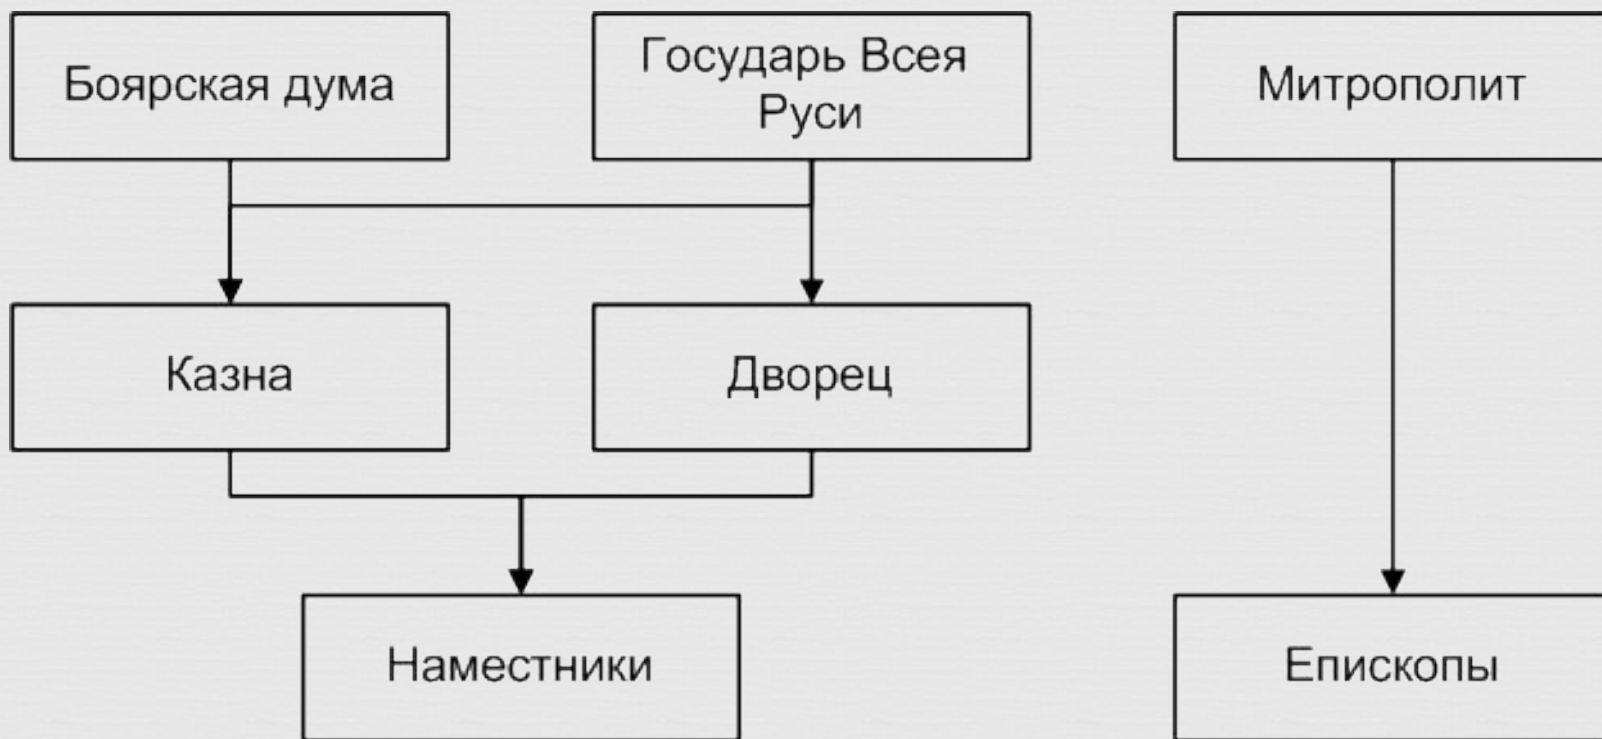 Боярская дума
Государь Всея
Руси
Митрополит
Казна
Дворец
Наместники
Епископы